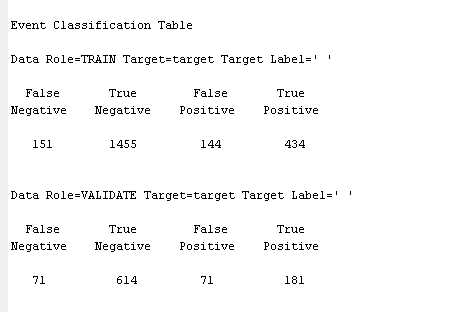 Event Classification Table
Data Role=TRAIN Target=target Target Label=' '
False True False True
Negative Negative Positive Positive
151 1455 144 434
Data Role=VALIDATE Target=target Target Label=' '
False True False True
Negative Negative Positive Positive
71 614 71 181